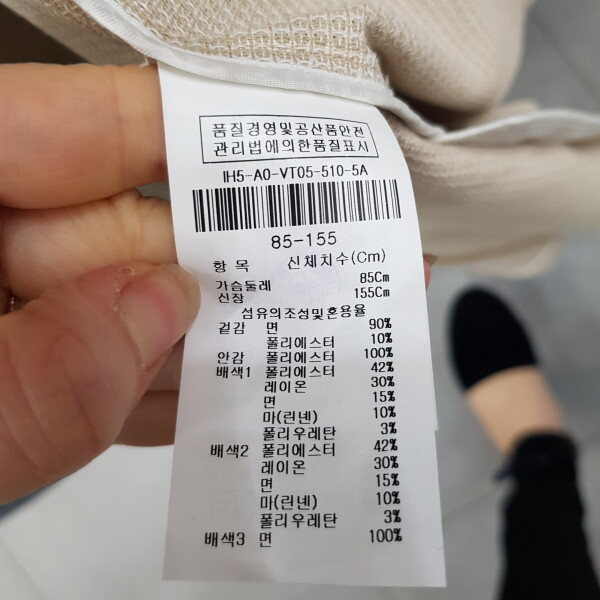 품질경영및공산품안전
관리법에의한품질표시
IH5-A0-VT05-510-5A
85-155
항 목 신체치수(Cm)
가슴둘레 85Cm
신장 155Cm
섬유의조성및혼용율
겉감 면 90%
폴리에스터 10%
안감 폴리에스터 100%
배색1 폴리에스터 42%
레이온 30%
면 15%
마(린넨) 10%
폴리우레탄 3%
배색2 폴리에스터 42%
레이온 30%
면 15%
마(린넨) 10%
폴리우레탄 3%
배색3 면 100%